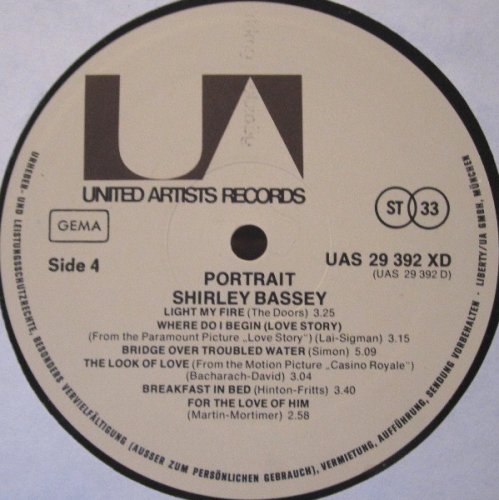 UA
UNITED ARTISTS RECORDS
GEMA
ST 33
Side 4
UAS 29 392 XD
(UAS 29 392 D)
PORTRAIT
SHIRLEY BASSEY
LIGHT MY FIRE (The Doors) 3.25
WHERE DO I BEGIN (LOVE STORY)
(From the Paramount Picture „Love Story") (Lai-Sigman) 3.15
BRIDGE OVER TROUBLED WATER (Simon) 5.09
THE LOOK OF LOVE (From the Motion Picture „Casino Royale")
(Bacharach-David) 3.04
BREAKFAST IN BED (Hinton-Fritts) 3.40
FOR THE LOVE OF HIM
(Martin-Mortimer) 2.58
URHEBER- UND LEISTUNGSSCHUTZRECHTE, BESONDERS VERVIELFÄLTIGUNG (AUSSER ZUM PERSÖNLICHEN GEBRAUCH), VERMIETUNG, AUFFÜHRUNG, SENDUNG VORBEHALTEN · LIBERTY/UA GMBH, MÜNCHEN